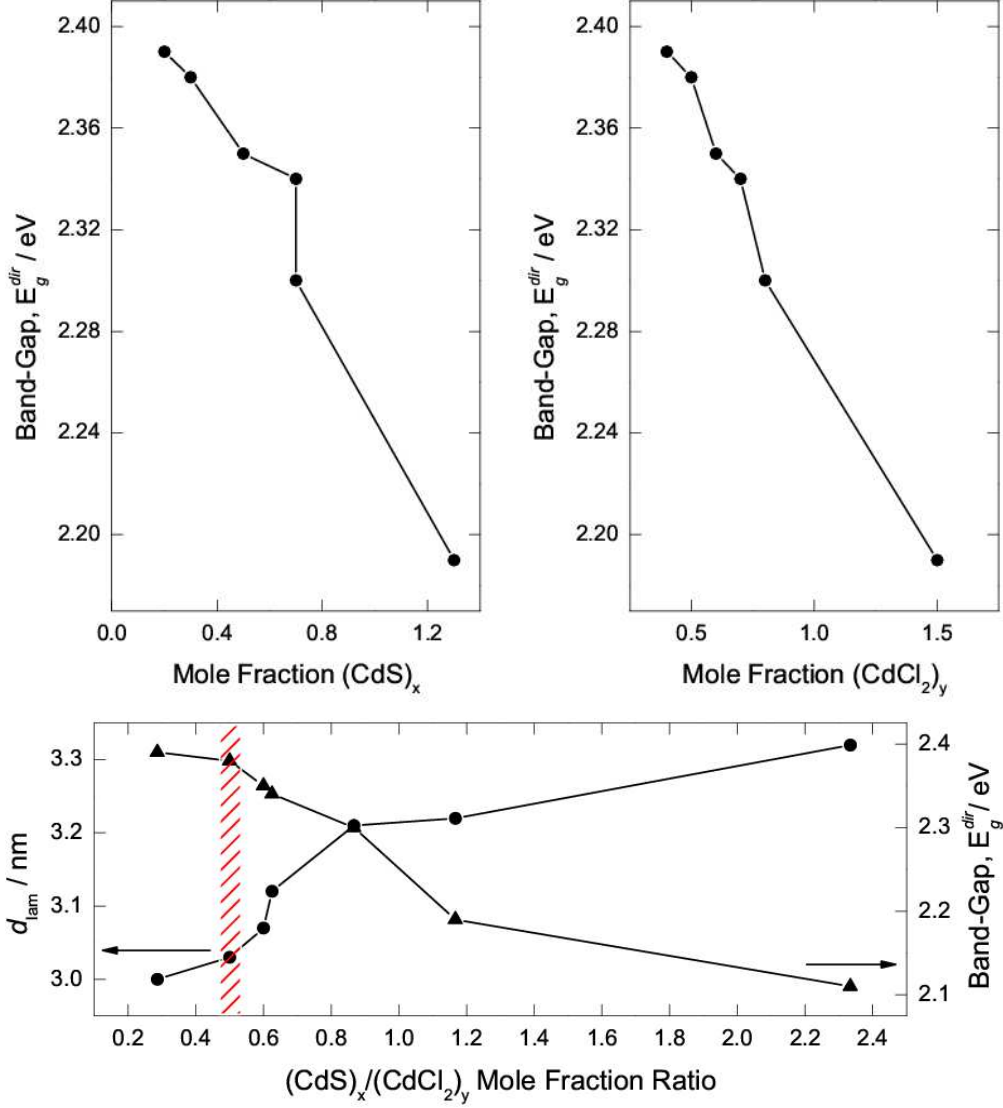 2.40
2.36
2.32
2.28
2.24
2.20
Band-Gap, E_g^dir / eV
0.0 0.4 0.8 1.2
Mole Fraction (CdS)_x
2.40
2.36
2.32
2.28
2.24
2.20
Band-Gap, E_g^dir / eV
0.5 1.0 1.5
Mole Fraction (CdCl_2)_y
3.3
3.2
3.1
3.0
d_lam / nm
2.4
2.3
2.2
2.1
Band-Gap, E_g^dir / eV
0.2 0.4 0.6 0.8 1.0 1.2 1.4 1.6 1.8 2.0 2.2 2.4
(CdS)_x/(CdCl_2)_y Mole Fraction Ratio